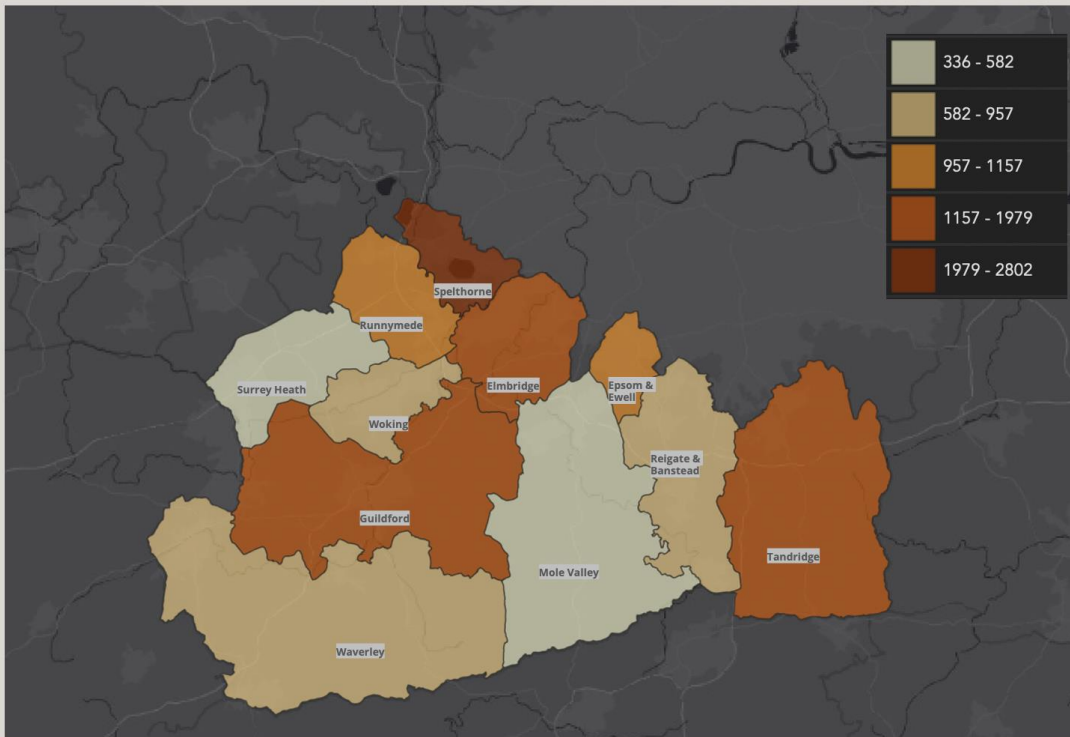 336 - 582
582 - 957
957 - 1157
1157 - 1979
1979 - 2802
Spelthorne
Runnymede
Surrey Heath
Elmbridge
Epsom &
Ewell
Woking
Reigate &
Banstead
Guildford
Tandridge
Mole Valley
Waverley